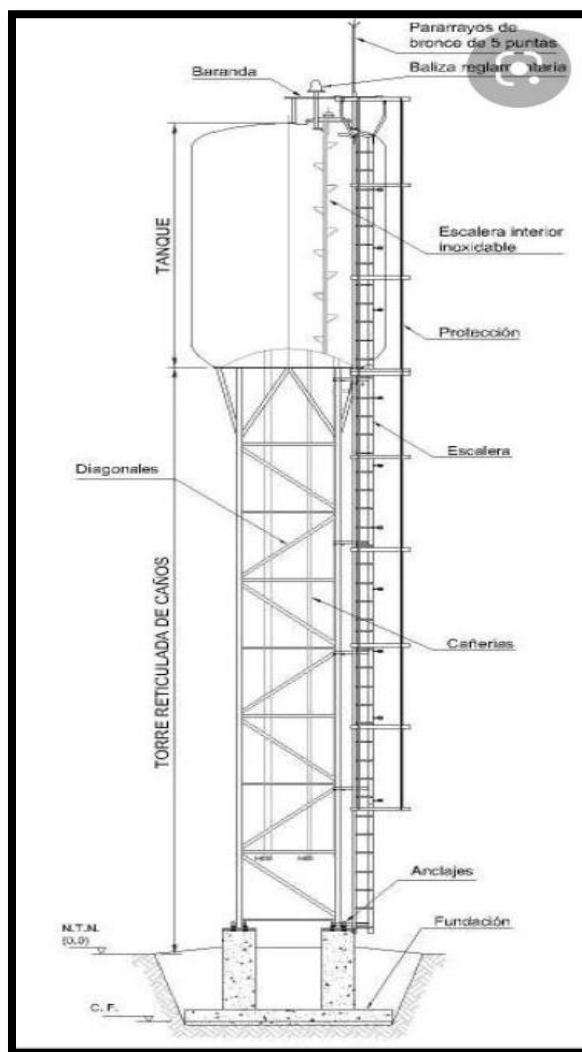 Pararrayos de
bronce de 5 puntas
Baliza reglamentaria
Baranda
TANQUE
Escalera interior
inoxidable
Protección
Escalera
Diagonales
TORRE RETICULADA DE CAÑOS
Cañerías
Anclajes
N.T.N.
(0.0)
Fundación
C. F.